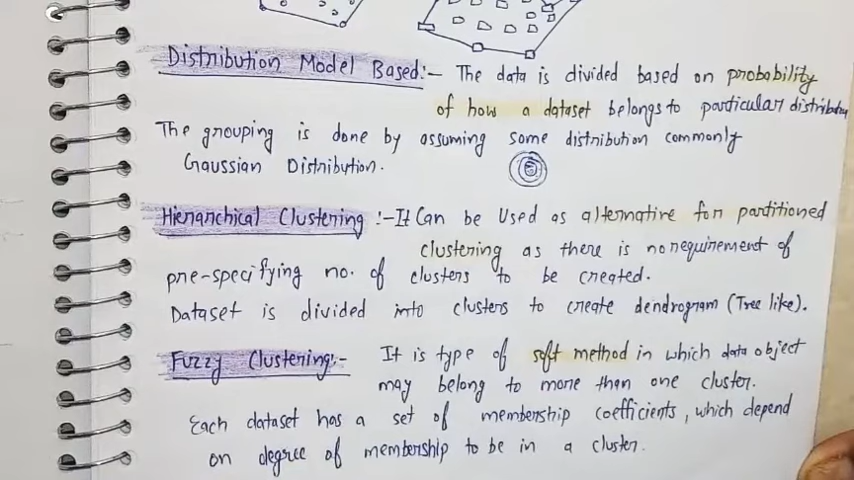 Distribution Model Based:- The data is divided based on probability
of how a dataset belongs to particular distribution
The grouping is done by assuming some distribution commonly
Gaussian Distribution.
Hierarchical Clustering :- It Can be Used as alternative for partitioned
clustering as there is no requirement of
pre-specifying no. of clusters to be created.
Dataset is divided into clusters to create dendrogram (Tree like).
Fuzzy Clustering:- It is type of soft method in which data object
may belong to more than one cluster.
Each dataset has a set of membership coefficients, which depend
on degree of membership to be in a cluster.